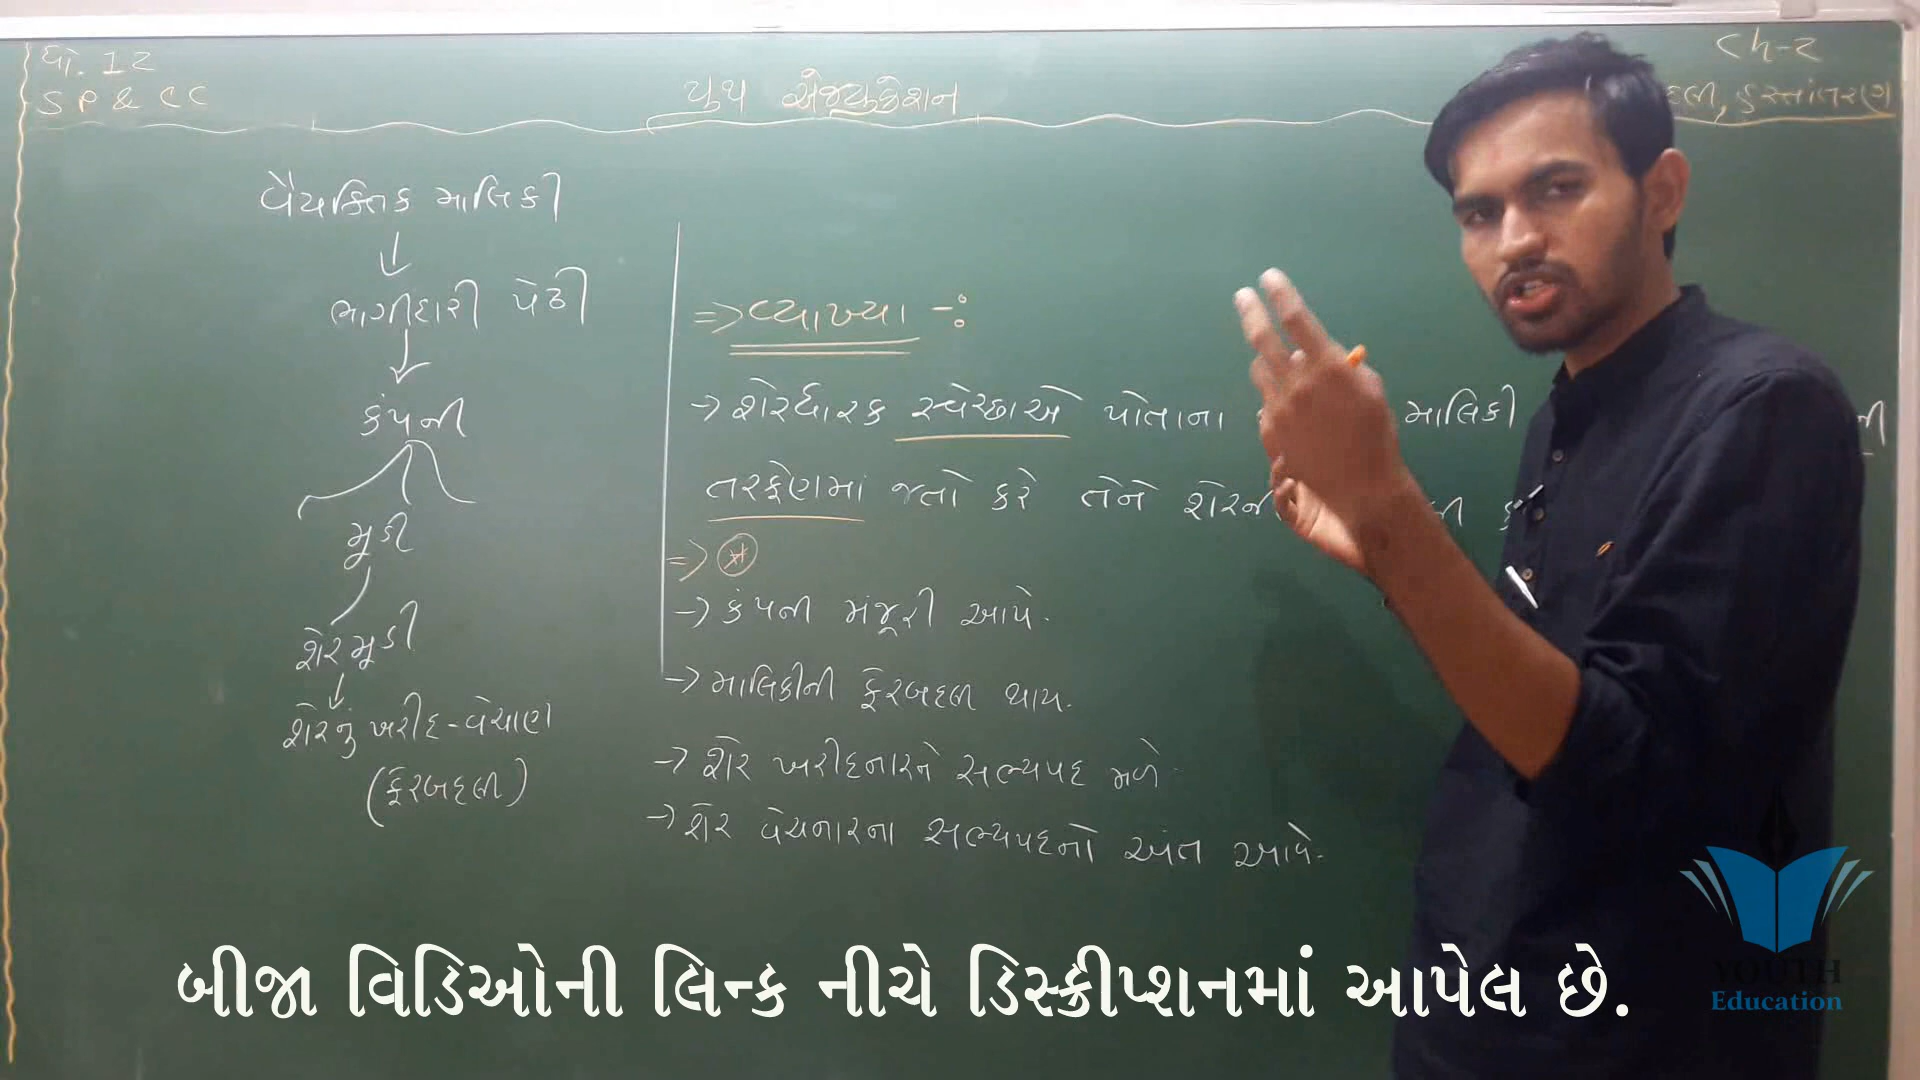 ધો. 12
SP & CC
યુથ એજ્યુકેશન
Ch-2
હસ્તાંતરણ
વૈયક્તિક માલિકી
↓
ભાગીદારી પેઢી
↓
કંપની
મૂડી
શેરમૂડી
↓
શેરનું ખરીદ-વેચાણ
(ફેરબદલી)
=> વ્યાખ્યા -:
→ શેરધારક સ્વેચ્છાએ પોતાના માલિકી
તરફેણમાં જતો કરે તેને શેરની
=> *
→ કંપની મંજૂરી આપે.
→ માલિકીની ફેરબદલી થાય.
→ શેર ખરીદનારને સભ્યપદ મળે
→ શેર વેચનારના સભ્યપદનો અંત આવે.
બીજા વિડિઓની લિન્ક નીચે ડિસ્ક્રીપ્શનમાં આપેલ છે.
YOUTH
Education